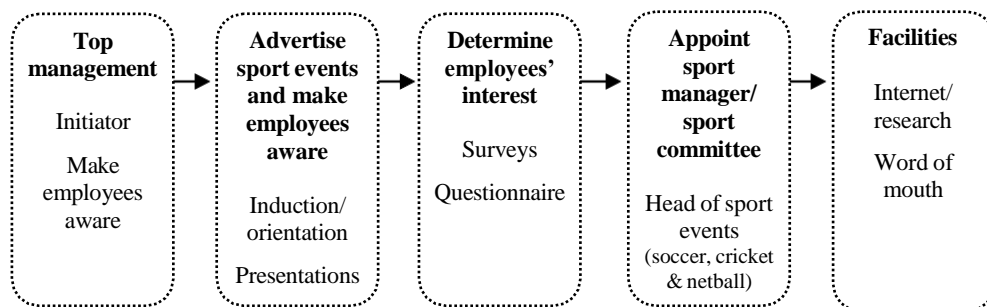 Top
management
Initiator
Make
employees
aware
Advertise
sport events
and make
employees
aware
Induction/
orientation
Presentations
Determine
employees’
interest
Surveys
Questionnaire
Appoint
sport
manager/
sport
committee
Head of sport
events
(soccer, cricket
& netball)
Facilities
Internet/
research
Word of
mouth